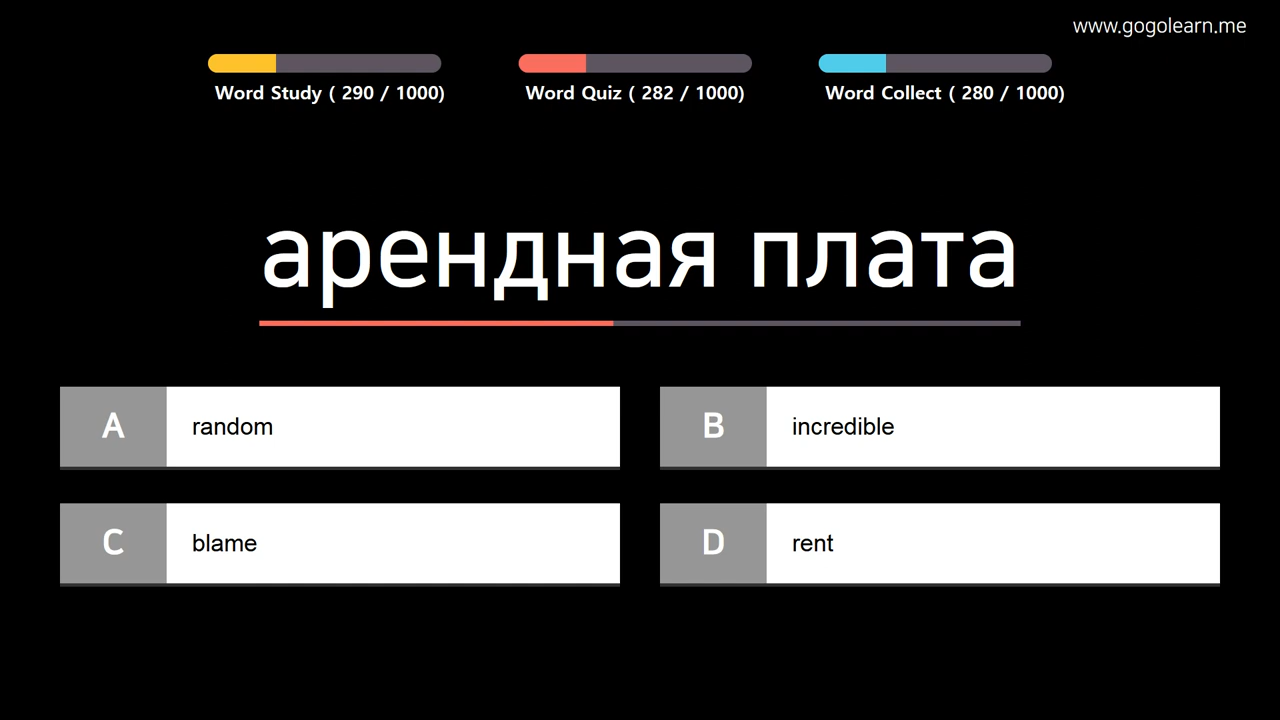 www.gogolearn.me
Word Study ( 290 / 1000)
Word Quiz ( 282 / 1000)
Word Collect ( 280 / 1000)
арендная плата
A random
B incredible
C blame
D rent